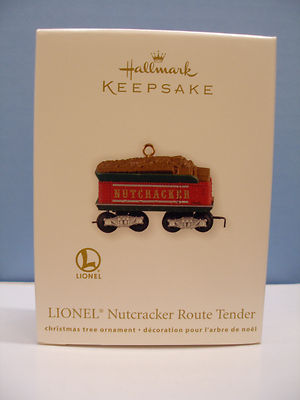 Hallmark
KEEPSAKE
NUTCRACKER
L
LIONEL
LIONEL® Nutcracker Route Tender
christmas tree ornament • décoration pour l'arbre de noël